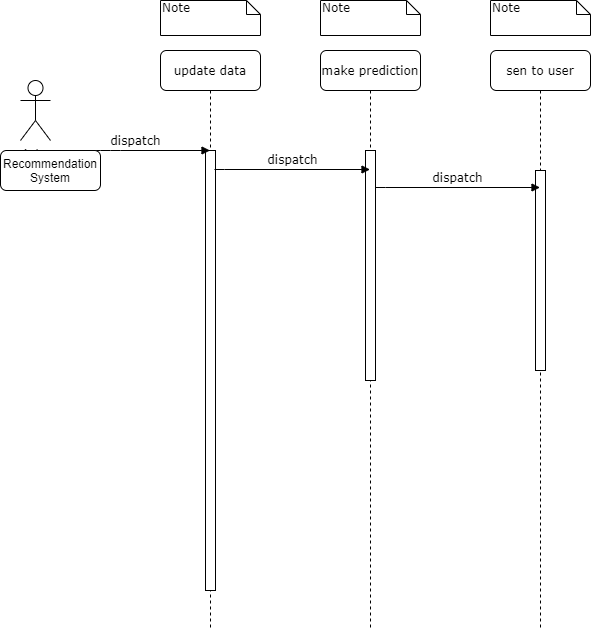 Note
Note
Note
update data
make prediction
sen to user
dispatch
dispatch
dispatch
Recommendation
System